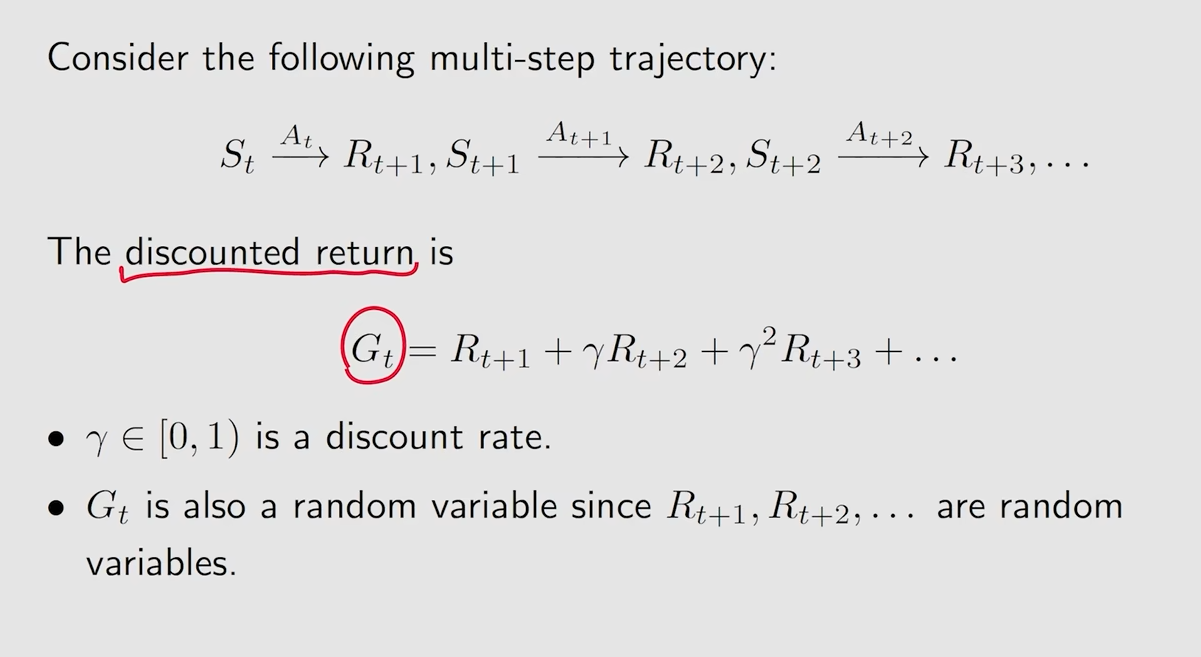 Consider the following multi-step trajectory:
$S_t \xrightarrow{A_t} R_{t+1}, S_{t+1} \xrightarrow{A_{t+1}} R_{t+2}, S_{t+2} \xrightarrow{A_{t+2}} R_{t+3}, \ldots$
The discounted return is
$G_t = R_{t+1} + \gamma R_{t+2} + \gamma^2 R_{t+3} + \ldots$
• $\gamma \in [0, 1)$ is a discount rate.
• $G_t$ is also a random variable since $R_{t+1}, R_{t+2}, \ldots$ are random
variables.